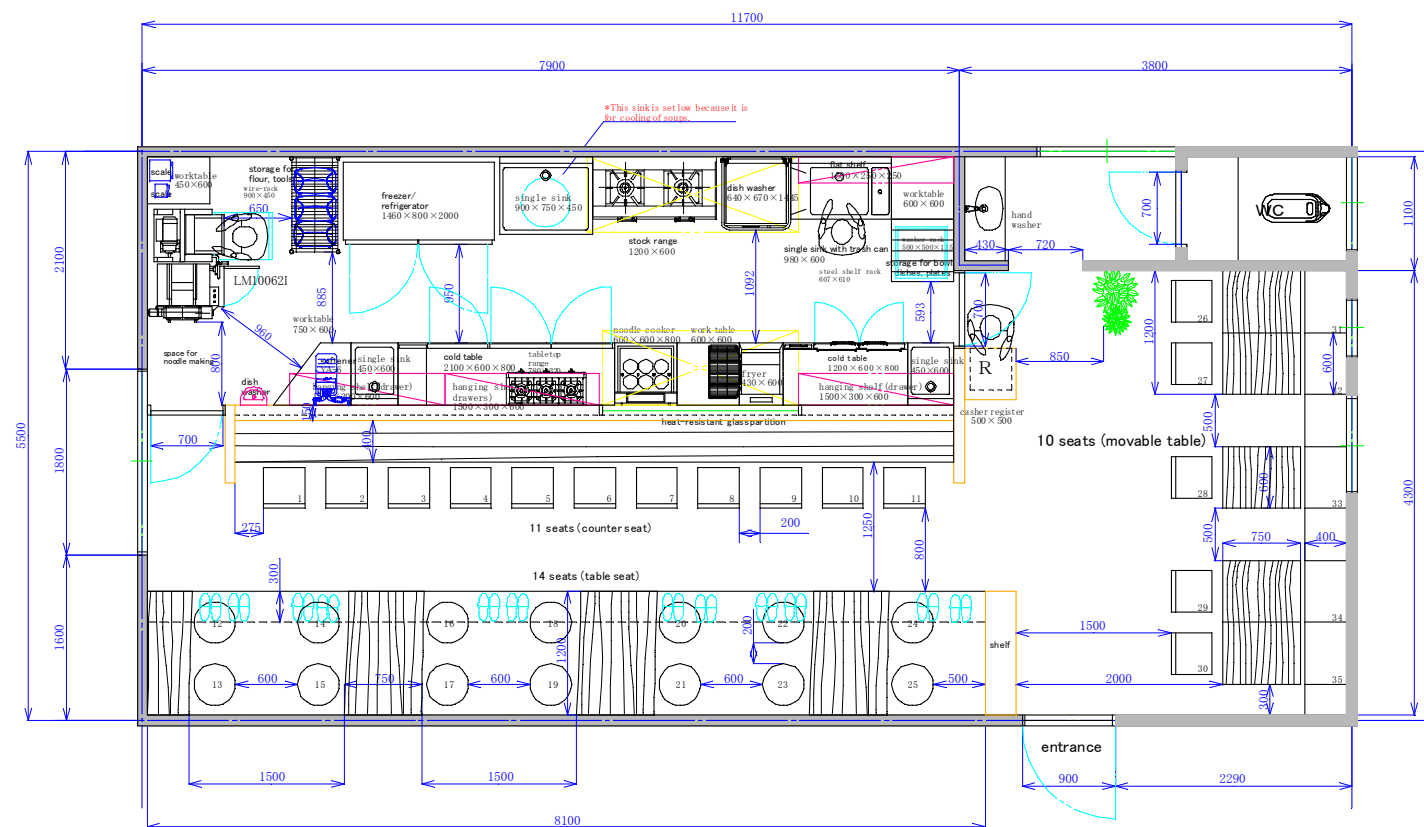 11700
7900
3800
*This sink is set low because it is
for cooling of soups.
scale
worktable
450×600
scale
storage for
flour, tools
wire-rack
900×450
650
freezer/
refrigirator
1460×800×2000
single sink
900×750×450
stock range
1200×600
dish washer
640×670×1445
flat shelf
worktable
600×600
single sink with trash can
980×600
steel shelf rack
607×610
storage for bowl
dishes, plates
hand
washer
430
720
700
WC
1100
2100
LM10062I
885
950
1092
593
700
960
800
worktable
750×600
space for
noodle making
dish
washer
softener
single sink
450×600
cold table
2100×600×800
tabletop
range
hanging shelf(drawer)
hanging shelf
drawers)
1500×300×600
noodle cooker
600×600×800
work table
600×600
fryer
430×600
cold table
1200×600×800
hanging shelf(drawer)
1500×300×600
single sink
450×600
R
casher register
500×500
850
1200
26
27
31
600
32
5500
1800
700
150
400
heat-resistant glass partition
10 seats (movable table)
500
600
4300
1
2
3
4
5
6
7
8
9
10
11
28
33
275
11 seats (counter seat)
200
1250
800
500
750
400
300
14 seats (table seat)
1600
12
14
16
18
20
22
24
200
1200
shelf
29
34
1500
30
13
600
15
750
17
600
19
21
600
23
25
500
2000
300
35
entrance
1500
1500
900
2290
8100